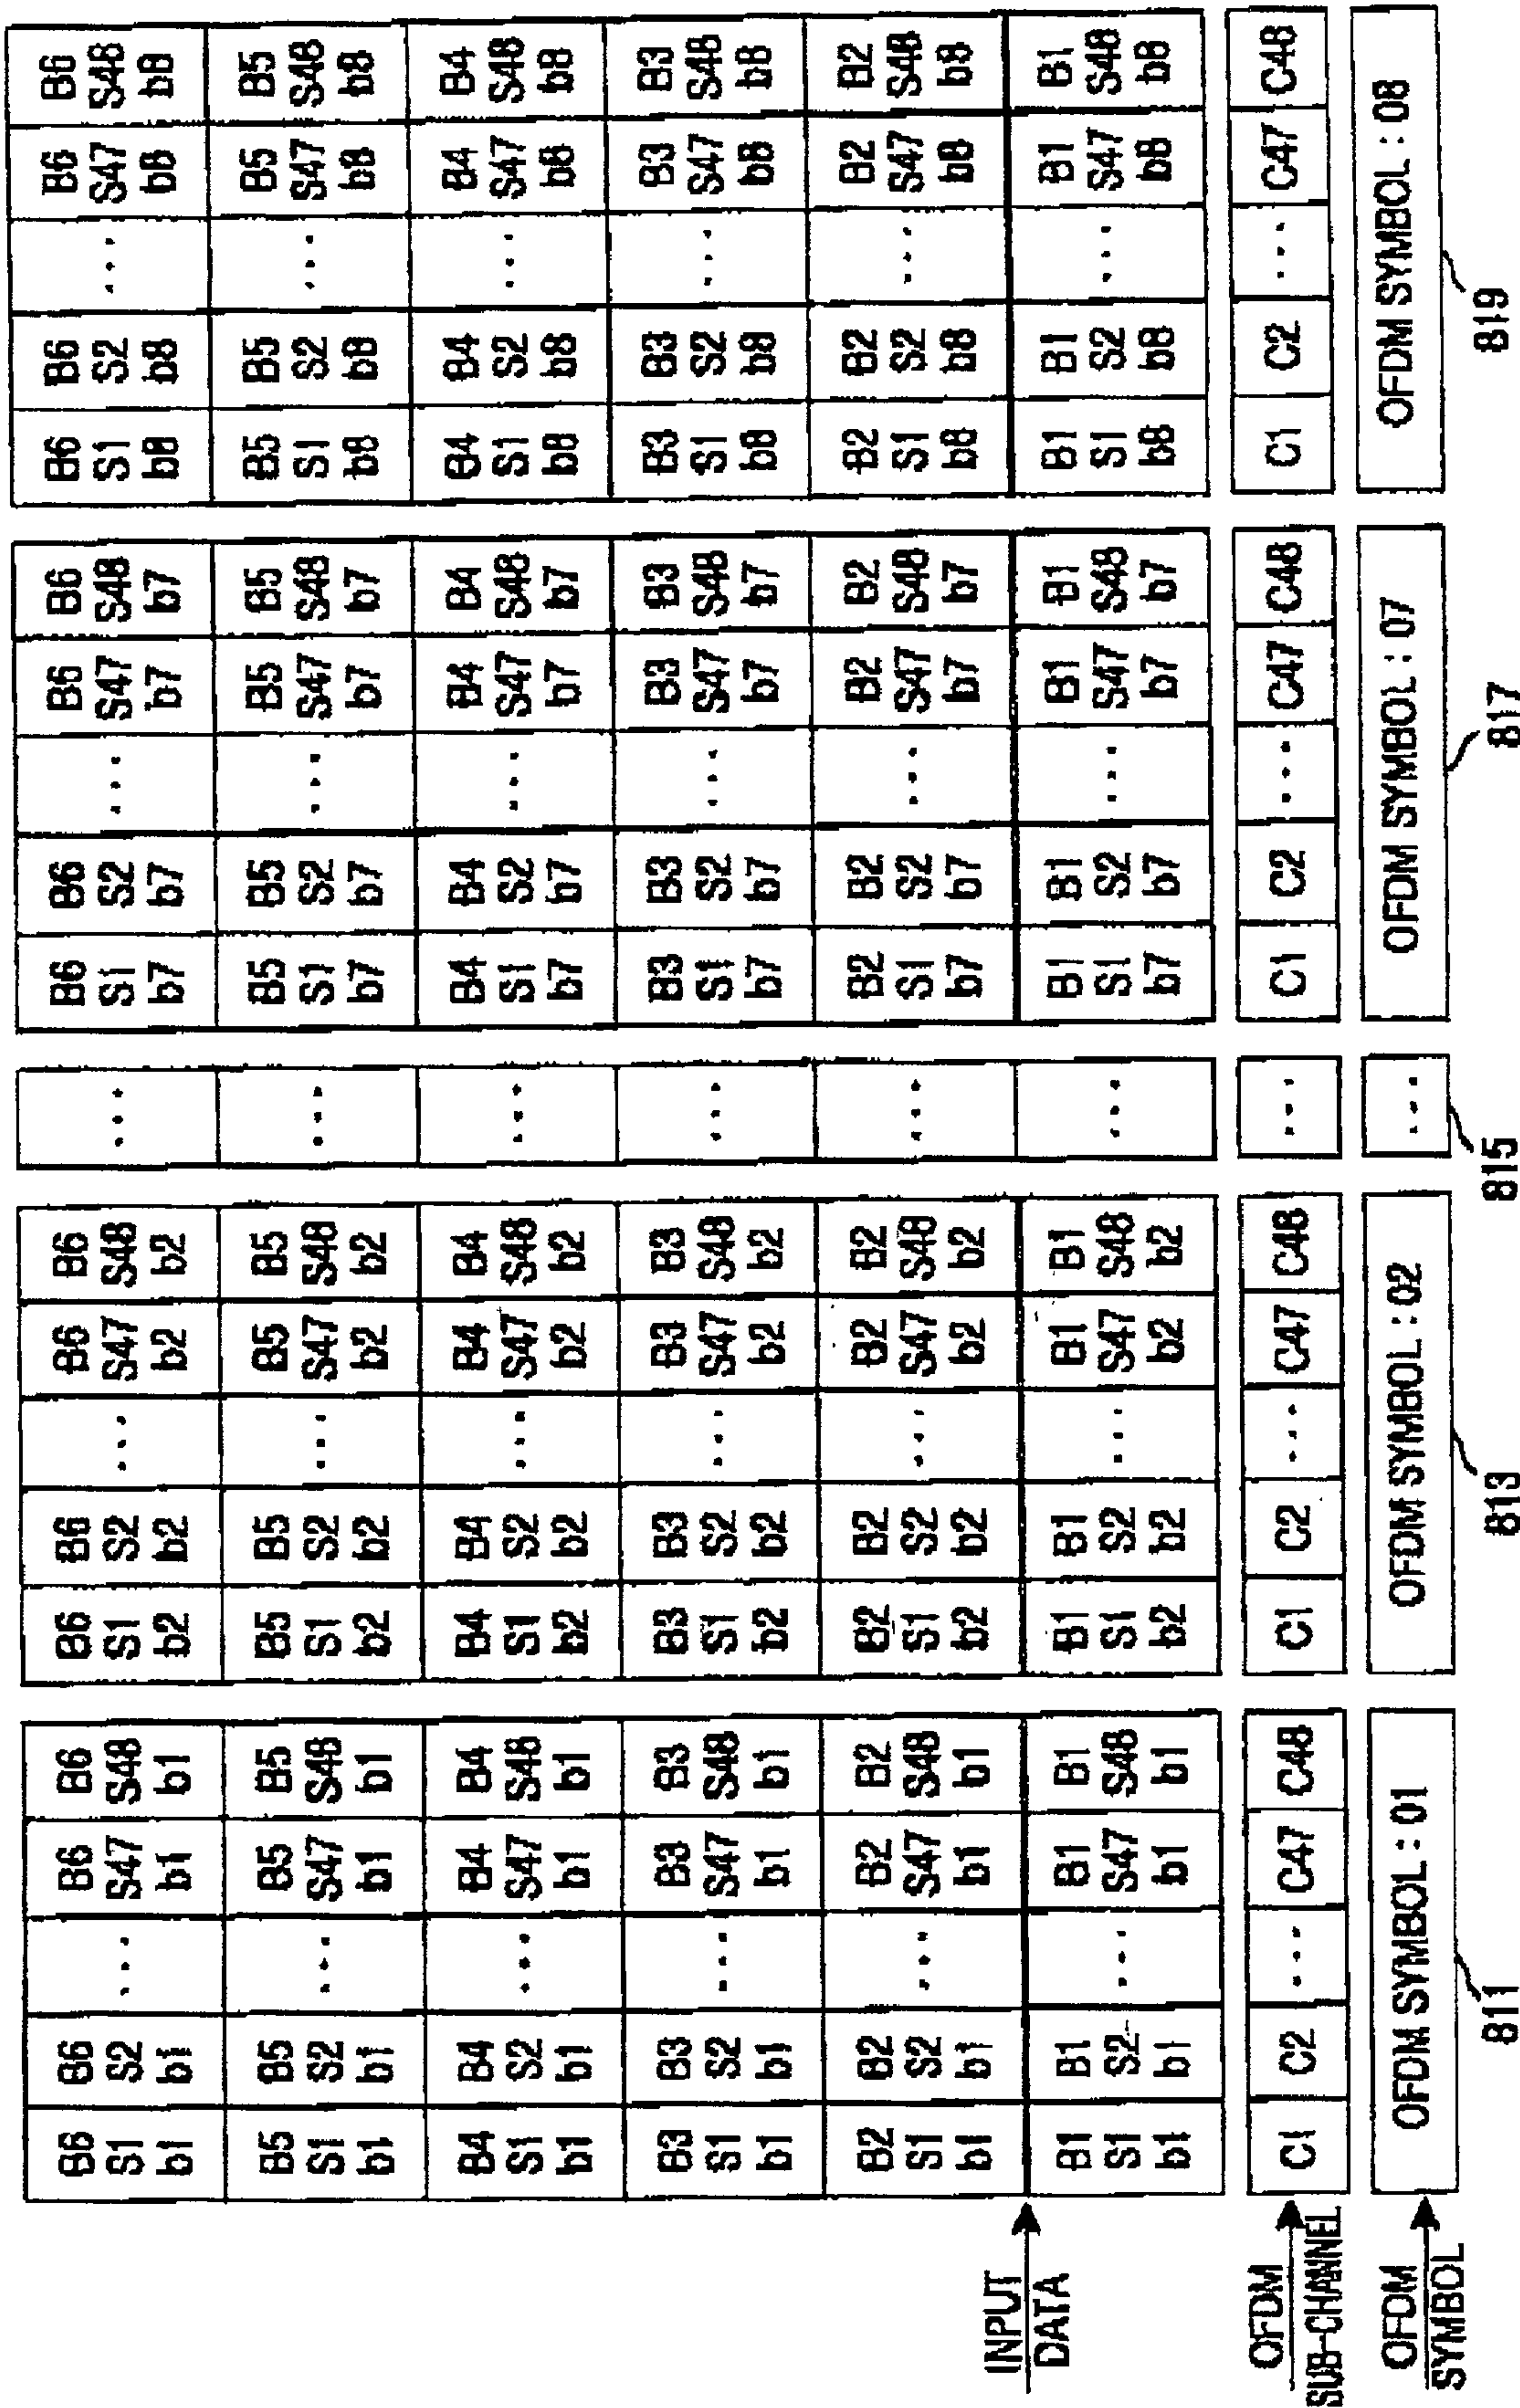 B6 B6 B6 B6 B6 B6 B6 B6 B6 B6 B6 B6 B6 B6 B6 B6
S1 S2 ... S47 S48 S1 S2 ... S47 S48 ... S1 S2 ... S47 S48 S1 S2 ... S47 S48
b1 b1 b1 b1 b2 b2 b2 b2 b7 b7 b7 b7 b8 b8 b8 b8
B5 B5 B5 B5 B5 B5 B5 B5 B5 B5 B5 B5 B5 B5 B5 B5
S1 S2 ... S47 S48 S1 S2 ... S47 S48 ... S1 S2 ... S47 S48 S1 S2 ... S47 S48
b1 b1 b1 b1 b2 b2 b2 b2 b7 b7 b7 b7 b8 b8 b8 b8
B4 B4 B4 B4 B4 B4 B4 B4 B4 B4 B4 B4 B4 B4 B4 B4
S1 S2 ... S47 S48 S1 S2 ... S47 S48 ... S1 S2 ... S47 S48 S1 S2 ... S47 S48
b1 b1 b1 b1 b2 b2 b2 b2 b7 b7 b7 b7 b8 b8 b8 b8
B3 B3 B3 B3 B3 B3 B3 B3 B3 B3 B3 B3 B3 B3 B3 B3
S1 S2 ... S47 S48 S1 S2 ... S47 S48 ... S1 S2 ... S47 S48 S1 S2 ... S47 S48
b1 b1 b1 b1 b2 b2 b2 b2 b7 b7 b7 b7 b8 b8 b8 b8
B2 B2 B2 B2 B2 B2 B2 B2 B2 B2 B2 B2 B2 B2 B2 B2
S1 S2 ... S47 S48 S1 S2 ... S47 S48 ... S1 S2 ... S47 S48 S1 S2 ... S47 S48
b1 b1 b1 b1 b2 b2 b2 b2 b7 b7 b7 b7 b8 b8 b8 b8
INPUT
DATA
B1 B1 B1 B1 B1 B1 B1 B1 B1 B1 B1 B1 B1 B1 B1 B1
S1 S2 ... S47 S48 S1 S2 ... S47 S48 ... S1 S2 ... S47 S48 S1 S2 ... S47 S48
b1 b1 b1 b1 b2 b2 b2 b2 b7 b7 b7 b7 b8 b8 b8 b8
OFDM
SUB-CHANNEL
C1 C2 ... C47 C48 C1 C2 ... C47 C48 ... C1 C2 ... C47 C48 C1 C2 ... C47 C48
OFDM
SYMBOL
OFDM SYMBOL : 01 OFDM SYMBOL : 02 ... OFDM SYMBOL : 07 OFDM SYMBOL : 08
811 813 815 817 819